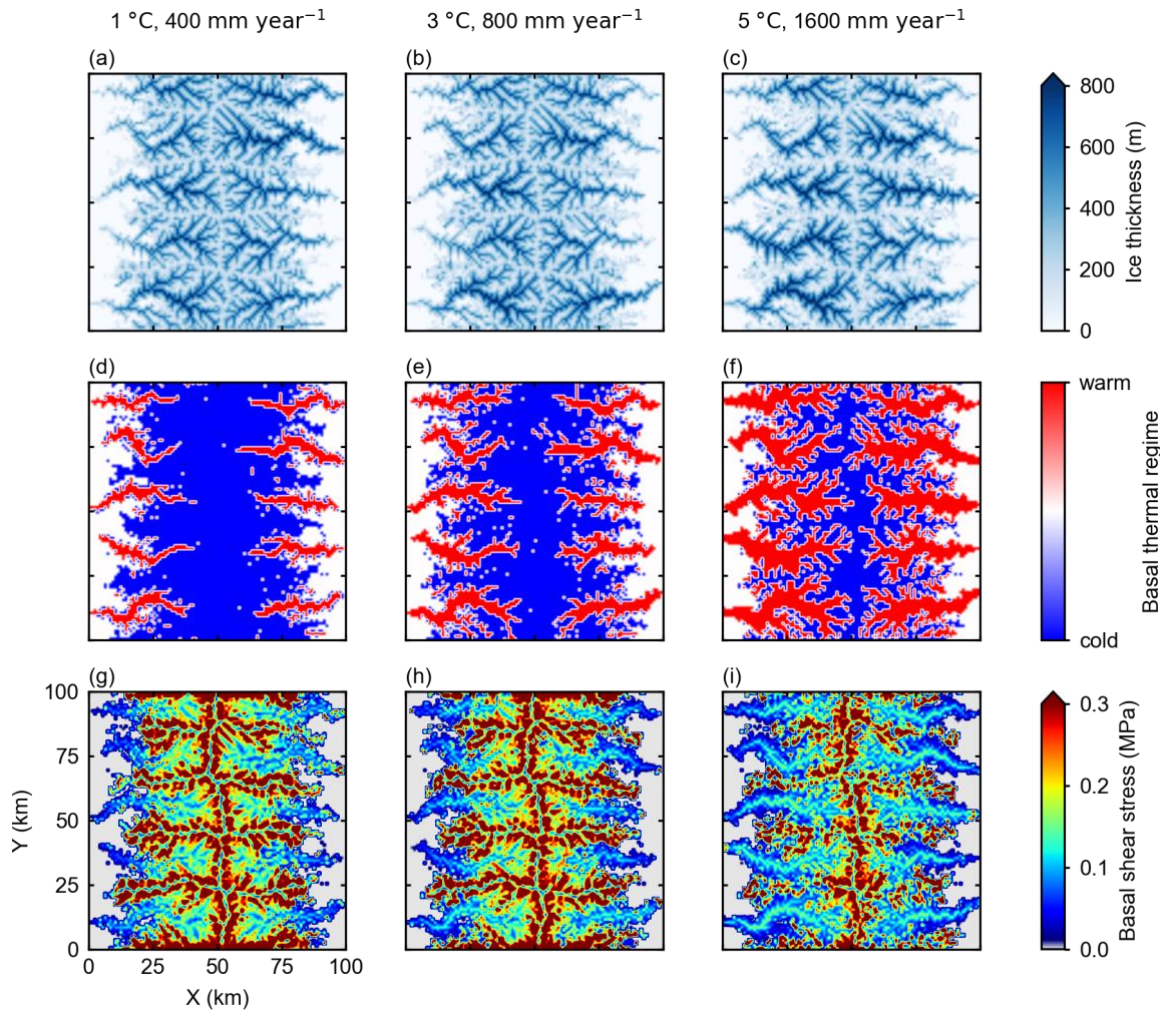 1 °C, 400 mm year⁻¹ 3 °C, 800 mm year⁻¹ 5 °C, 1600 mm year⁻¹
(a) (b) (c)
800
600
400
200
0
Ice thickness (m)
(d) (e) (f)
warm
cold
Basal thermal regime
(g) (h) (i)
100
75
50
25
0
Y (km)
0 25 50 75 100
X (km)
0.3
0.2
0.1
0.0
Basal shear stress (MPa)